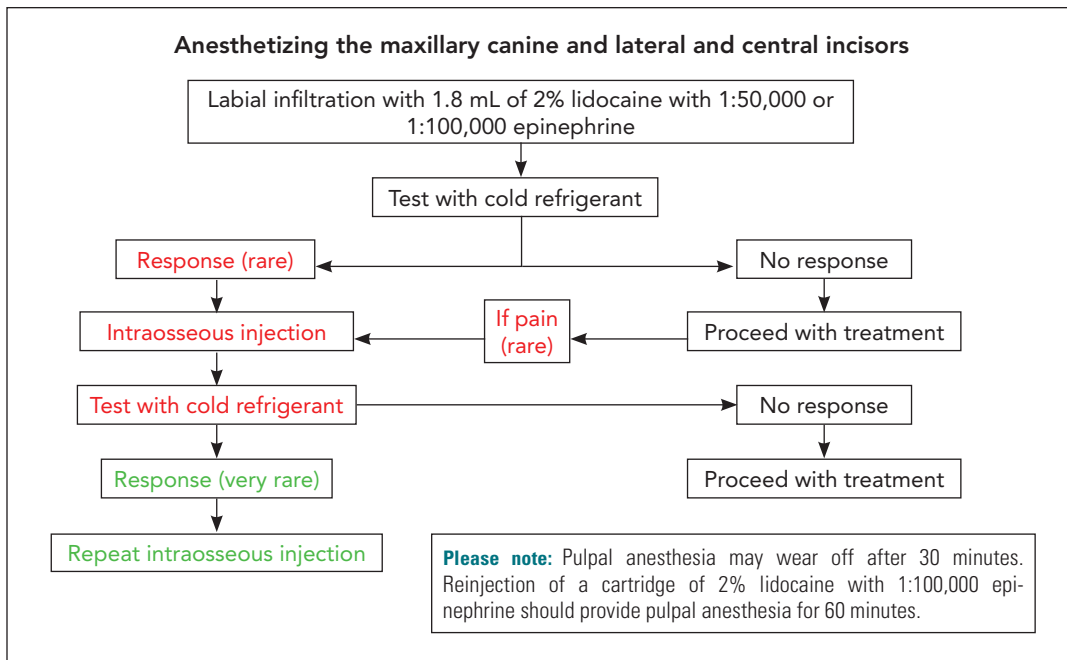 Anesthetizing the maxillary canine and lateral and central incisors
Labial infiltration with 1.8 mL of 2% lidocaine with 1:50,000 or
1:100,000 epinephrine
Test with cold refrigerant
Response (rare)
No response
Intraosseous injection
If pain
(rare)
Proceed with treatment
Test with cold refrigerant
No response
Response (very rare)
Proceed with treatment
Repeat intraosseous injection
Please note: Pulpal anesthesia may wear off after 30 minutes.
Reinjection of a cartridge of 2% lidocaine with 1:100,000 epi-
nephrine should provide pulpal anesthesia for 60 minutes.